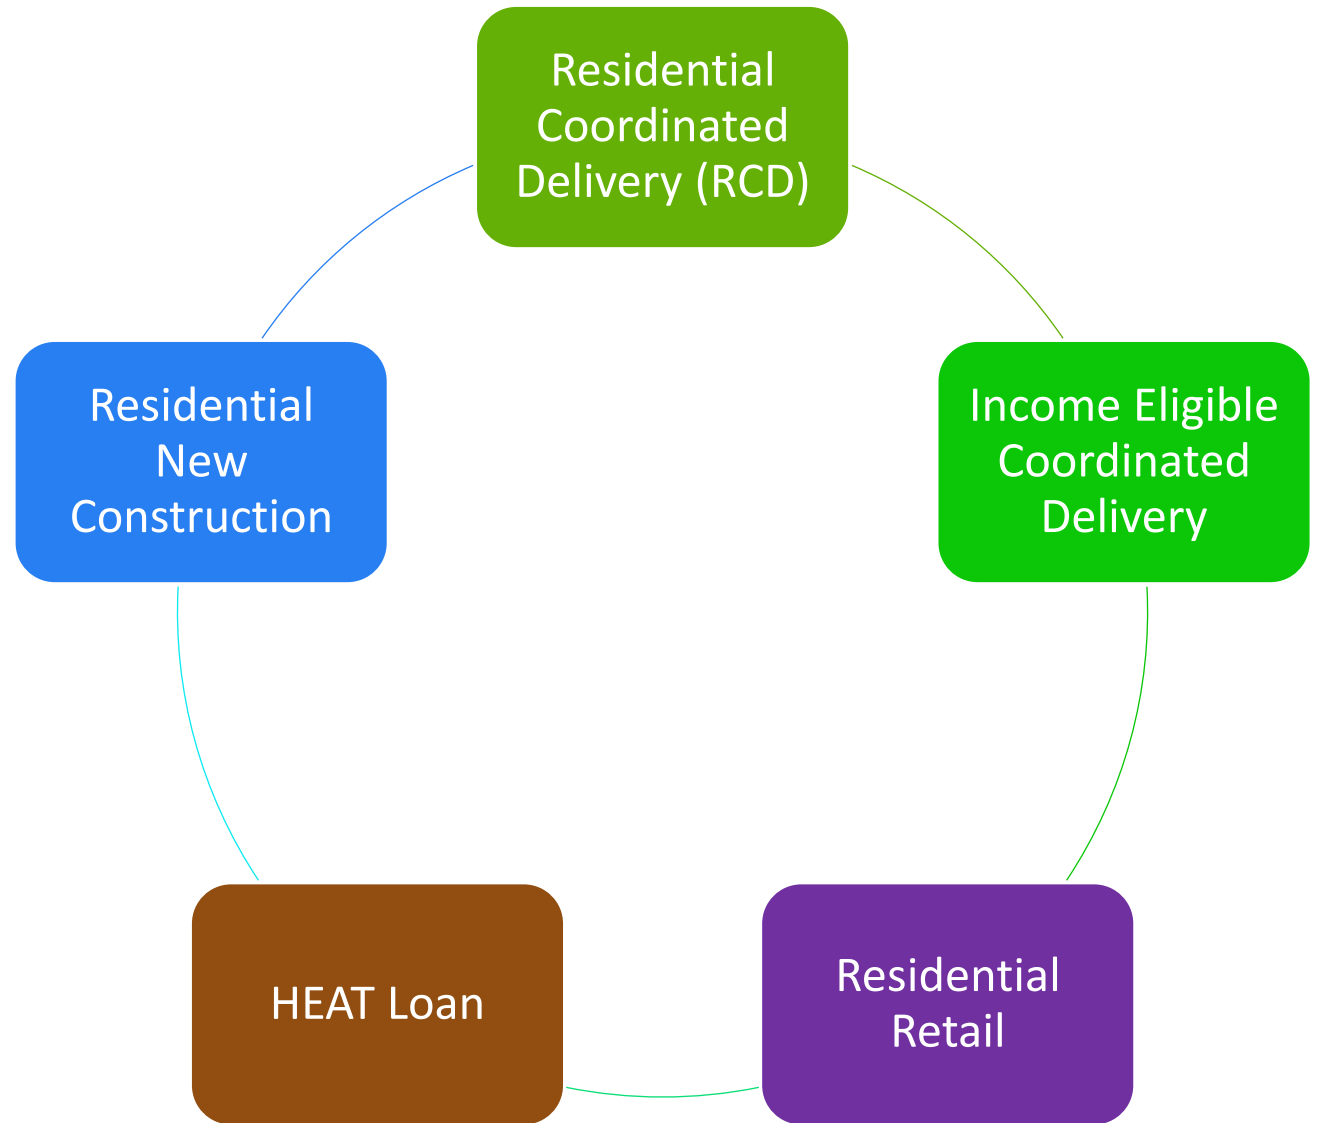 Residential
Coordinated
Delivery (RCD)
Residential
New
Construction
Income Eligible
Coordinated
Delivery
HEAT Loan
Residential
Retail